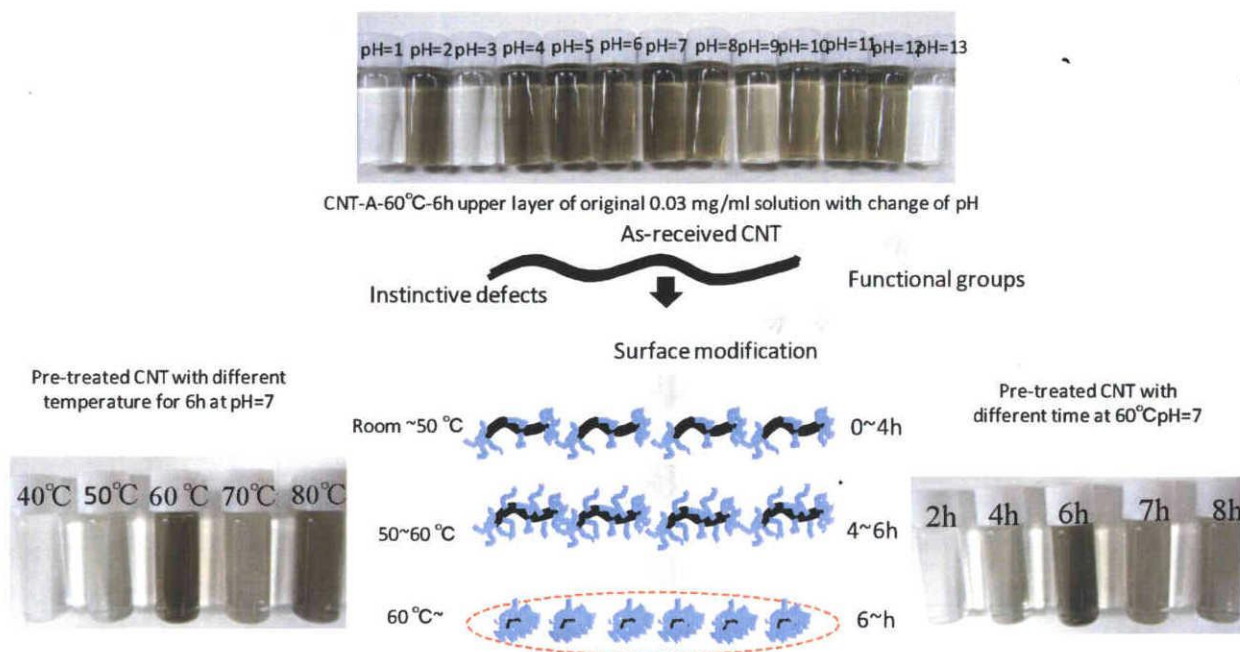 pH=1 pH=2 pH=3 pH=4 pH=5 pH=6 pH=7 pH=8 pH=9 pH=10 pH=11 pH=12 pH=13
CNT-A-60℃-6h upper layer of original 0.03 mg/ml solution with change of pH
As-received CNT
Instinctive defects
Functional groups
Surface modification
Pre-treated CNT with different
temperature for 6h at pH=7
Pre-treated CNT with
different time at 60℃pH=7
Room ~50 ℃
0~4h
50~60 ℃
4~6h
60 ℃~
6~h
40℃ 50℃ 60 ℃ 70℃ 80℃
2h 4h 6h 7h 8h